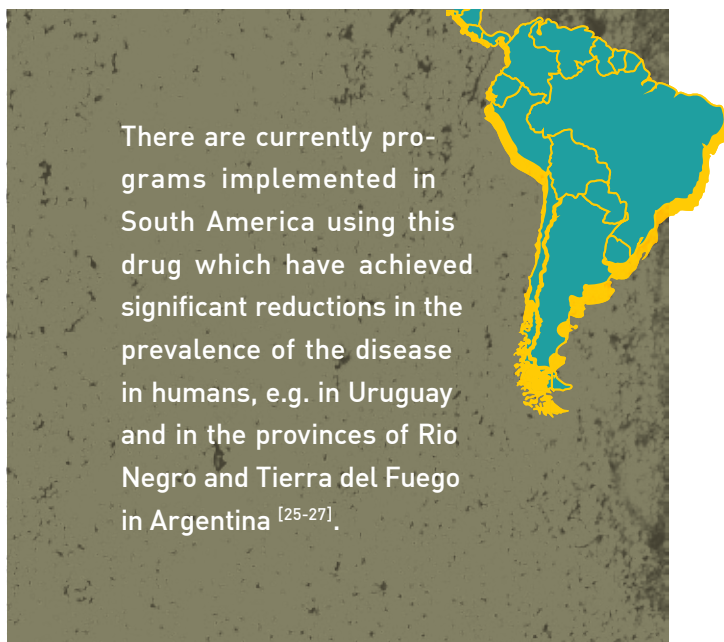 There are currently pro-
grams implemented in
South America using this
drug which have achieved
significant reductions in the
prevalence of the disease
in humans, e.g. in Uruguay
and in the provinces of Rio
Negro and Tierra del Fuego
in Argentina [25-27].